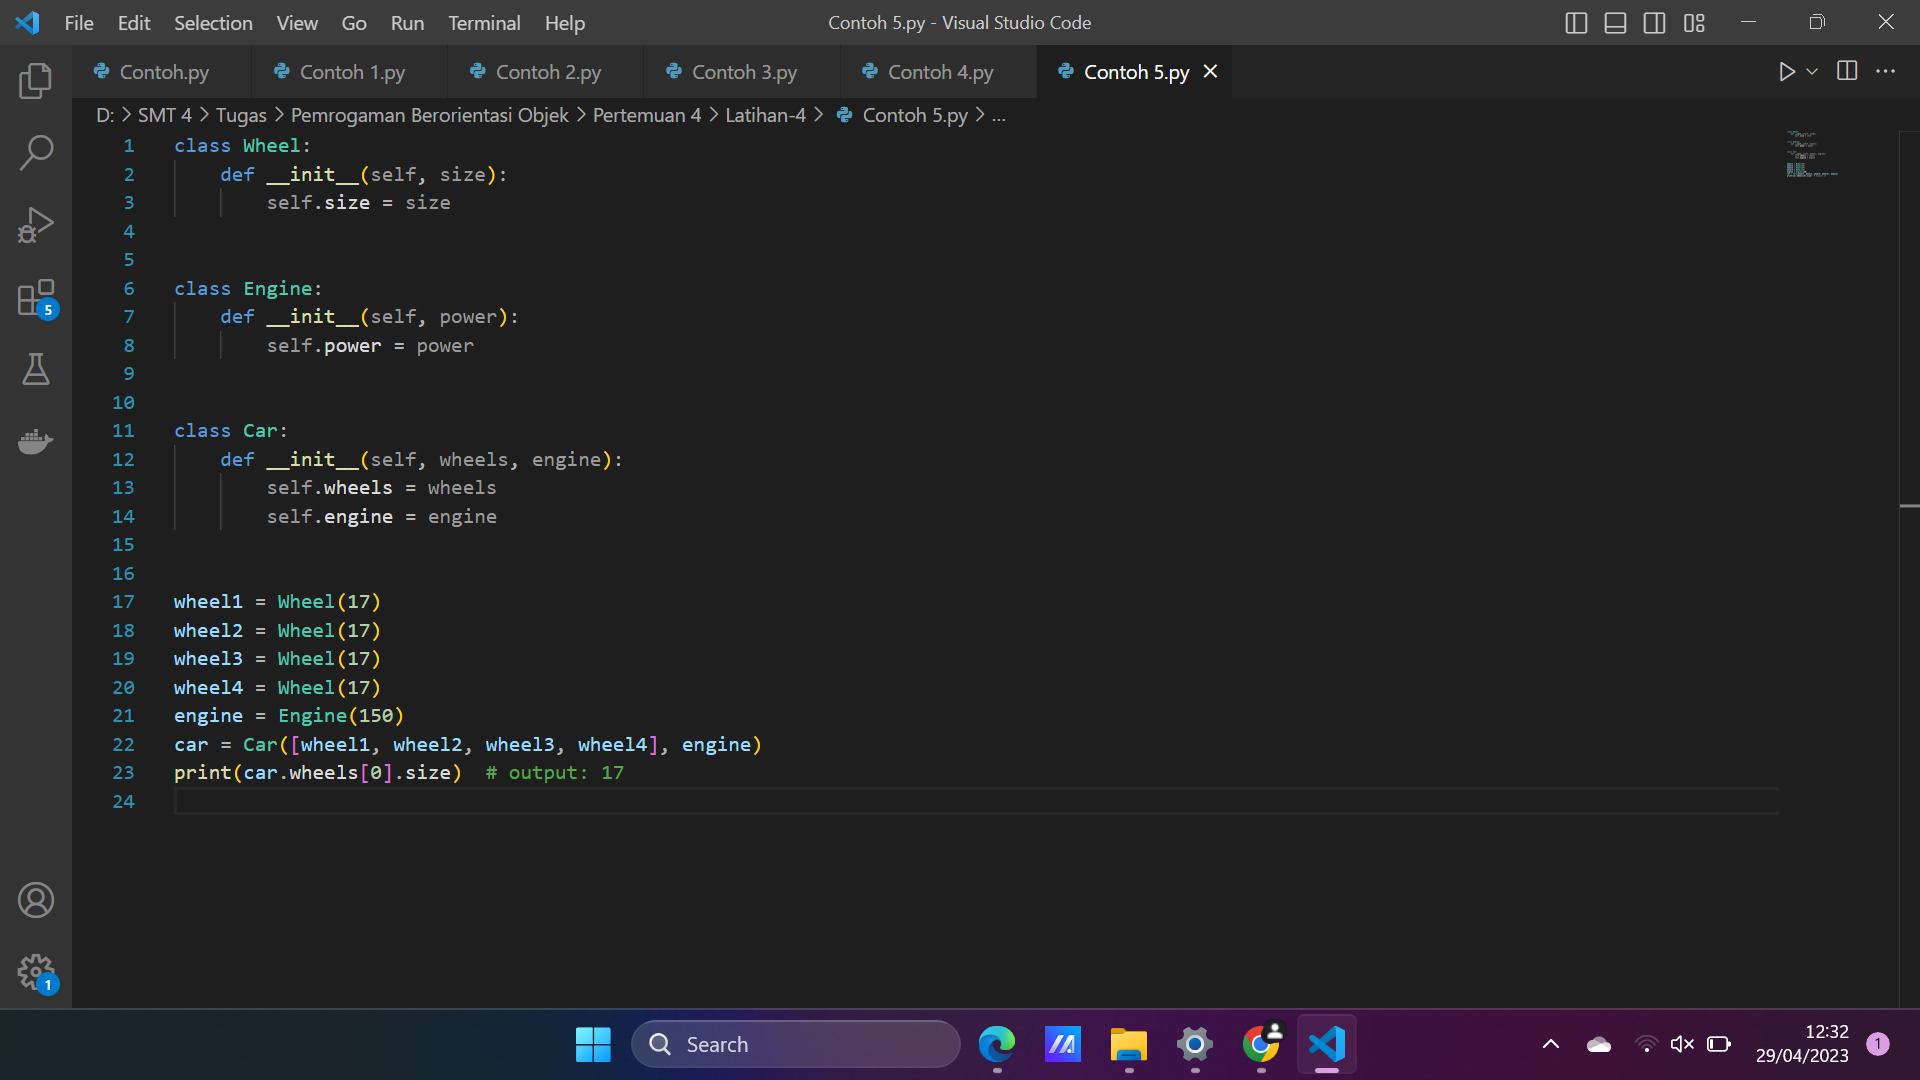 File Edit Selection View Go Run Terminal Help Contoh 5.py - Visual Studio Code
Contoh.py Contoh 1.py Contoh 2.py Contoh 3.py Contoh 4.py Contoh 5.py
D: > SMT 4 > Tugas > Pemrogaman Berorientasi Objek > Pertemuan 4 > Latihan-4 > Contoh 5.py > ...
1 class Wheel:
2     def __init__(self, size):
3         self.size = size
4
5
6 class Engine:
7     def __init__(self, power):
8         self.power = power
9
10
11 class Car:
12     def __init__(self, wheels, engine):
13         self.wheels = wheels
14         self.engine = engine
15
16
17 wheel1 = Wheel(17)
18 wheel2 = Wheel(17)
19 wheel3 = Wheel(17)
20 wheel4 = Wheel(17)
21 engine = Engine(150)
22 car = Car([wheel1, wheel2, wheel3, wheel4], engine)
23 print(car.wheels[0].size)  # output: 17
24
5
1
Search
12:32
29/04/2023
1